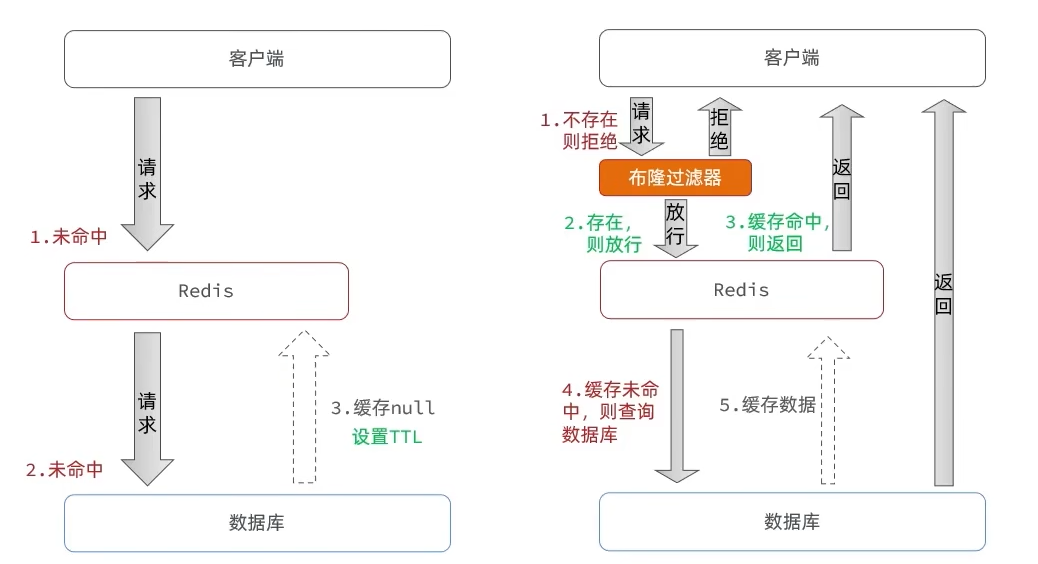 客户端
请求
1.未命中
Redis
请求
3.缓存null
设置TTL
2.未命中
数据库
客户端
1.不存在
则拒绝
请求
拒绝
布隆过滤器
2.存在，
则放行
放行
3.缓存命中，
则返回
返回
返回
Redis
4.缓存未命
中，则查询
数据库
5.缓存数据
数据库